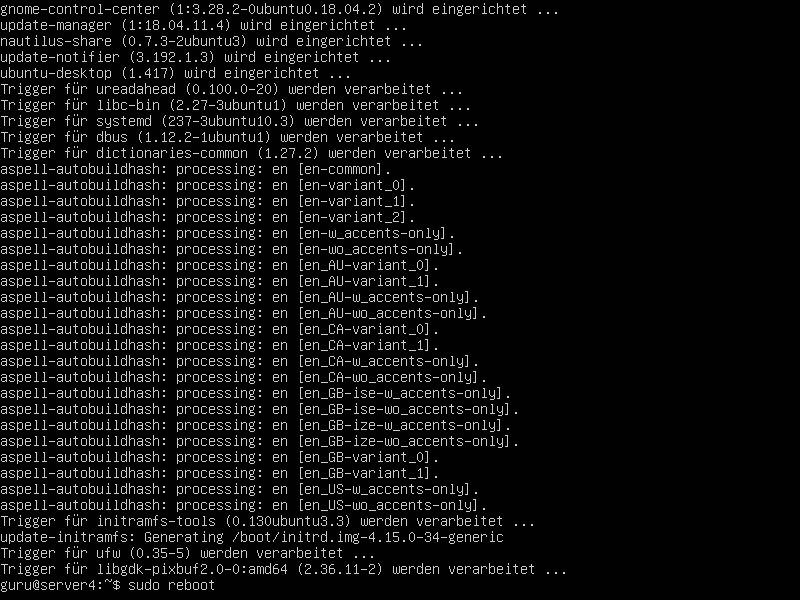 gnome-control-center (1:3.28.2-0ubuntu0.18.04.2) wird eingerichtet ...
update-manager (1:18.04.11.4) wird eingerichtet ...
nautilus-share (0.7.3-2ubuntu3) wird eingerichtet ...
update-notifier (3.192.1.3) wird eingerichtet ...
ubuntu-desktop (1.417) wird eingerichtet ...
Trigger für ureadahead (0.100.0-20) werden verarbeitet ...
Trigger für libc-bin (2.27-3ubuntu1) werden verarbeitet ...
Trigger für systemd (237-3ubuntu10.3) werden verarbeitet ...
Trigger für dbus (1.12.2-1ubuntu1) werden verarbeitet ...
Trigger für dictionaries-common (1.27.2) werden verarbeitet ...
aspell-autobuildhash: processing: en [en-common].
aspell-autobuildhash: processing: en [en-variant_0].
aspell-autobuildhash: processing: en [en-variant_1].
aspell-autobuildhash: processing: en [en-variant_2].
aspell-autobuildhash: processing: en [en-w_accents-only].
aspell-autobuildhash: processing: en [en-wo_accents-only].
aspell-autobuildhash: processing: en [en_AU-variant_0].
aspell-autobuildhash: processing: en [en_AU-variant_1].
aspell-autobuildhash: processing: en [en_AU-w_accents-only].
aspell-autobuildhash: processing: en [en_AU-wo_accents-only].
aspell-autobuildhash: processing: en [en_CA-variant_0].
aspell-autobuildhash: processing: en [en_CA-variant_1].
aspell-autobuildhash: processing: en [en_CA-w_accents-only].
aspell-autobuildhash: processing: en [en_CA-wo_accents-only].
aspell-autobuildhash: processing: en [en_GB-ise-w_accents-only].
aspell-autobuildhash: processing: en [en_GB-ise-wo_accents-only].
aspell-autobuildhash: processing: en [en_GB-ize-w_accents-only].
aspell-autobuildhash: processing: en [en_GB-ize-wo_accents-only].
aspell-autobuildhash: processing: en [en_GB-variant_0].
aspell-autobuildhash: processing: en [en_GB-variant_1].
aspell-autobuildhash: processing: en [en_US-w_accents-only].
aspell-autobuildhash: processing: en [en_US-wo_accents-only].
Trigger für initramfs-tools (0.130ubuntu3.3) werden verarbeitet ...
update-initramfs: Generating /boot/initrd.img-4.15.0-34-generic
Trigger für ufw (0.35-5) werden verarbeitet ...
Trigger für libgdk-pixbuf2.0-0:amd64 (2.36.11-2) werden verarbeitet ...
guru@server4:~$ sudo reboot